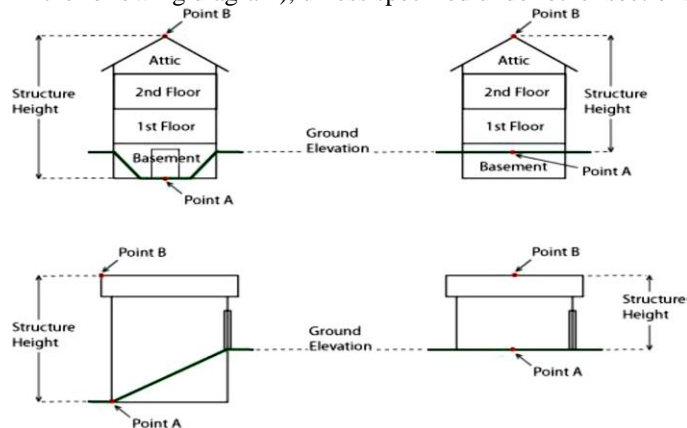 Point B
Attic
2nd Floor
1st Floor
Basement
Structure
Height
Point A
Ground
Elevation
Point B
Attic
2nd Floor
1st Floor
Basement
Structure
Height
Point A
Point B
Structure
Height
Point A
Ground
Elevation
Point B
Structure
Height
Point A